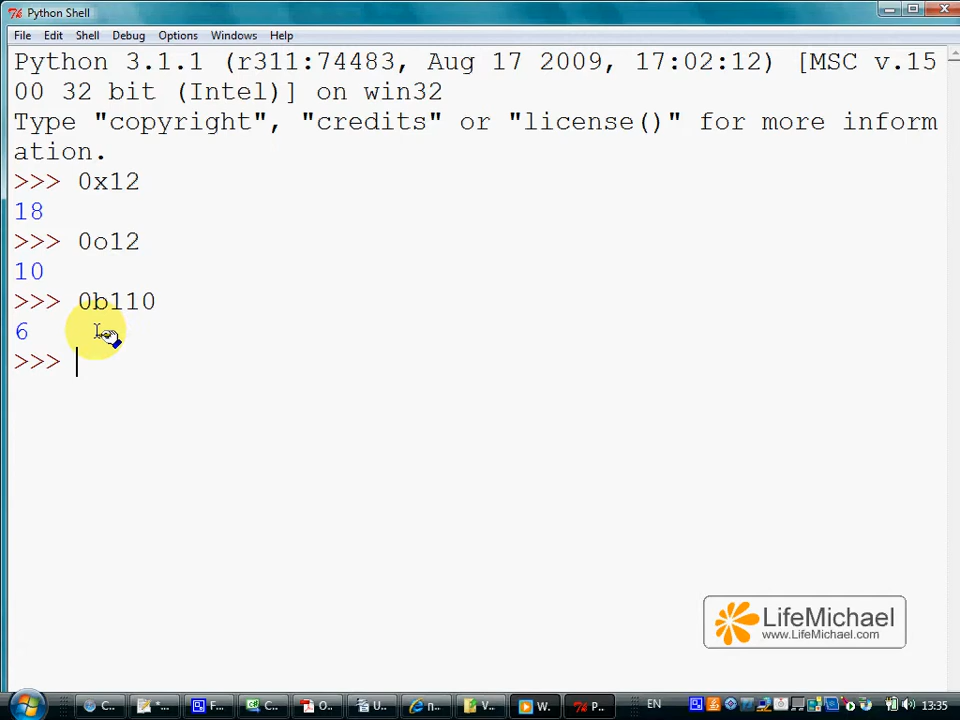 Python Shell
File Edit Shell Debug Options Windows Help
Python 3.1.1 (r311:74483, Aug 17 2009, 17:02:12) [MSC v.15
00 32 bit (Intel)] on win32
Type "copyright", "credits" or "license()" for more inform
ation.
>>> 0x12
18
>>> 0o12
10
>>> 0b110
6
>>>
LifeMichael
www.LifeMichael.com
C... *... F... C... O... U... n... V... W... P... EN 13:35